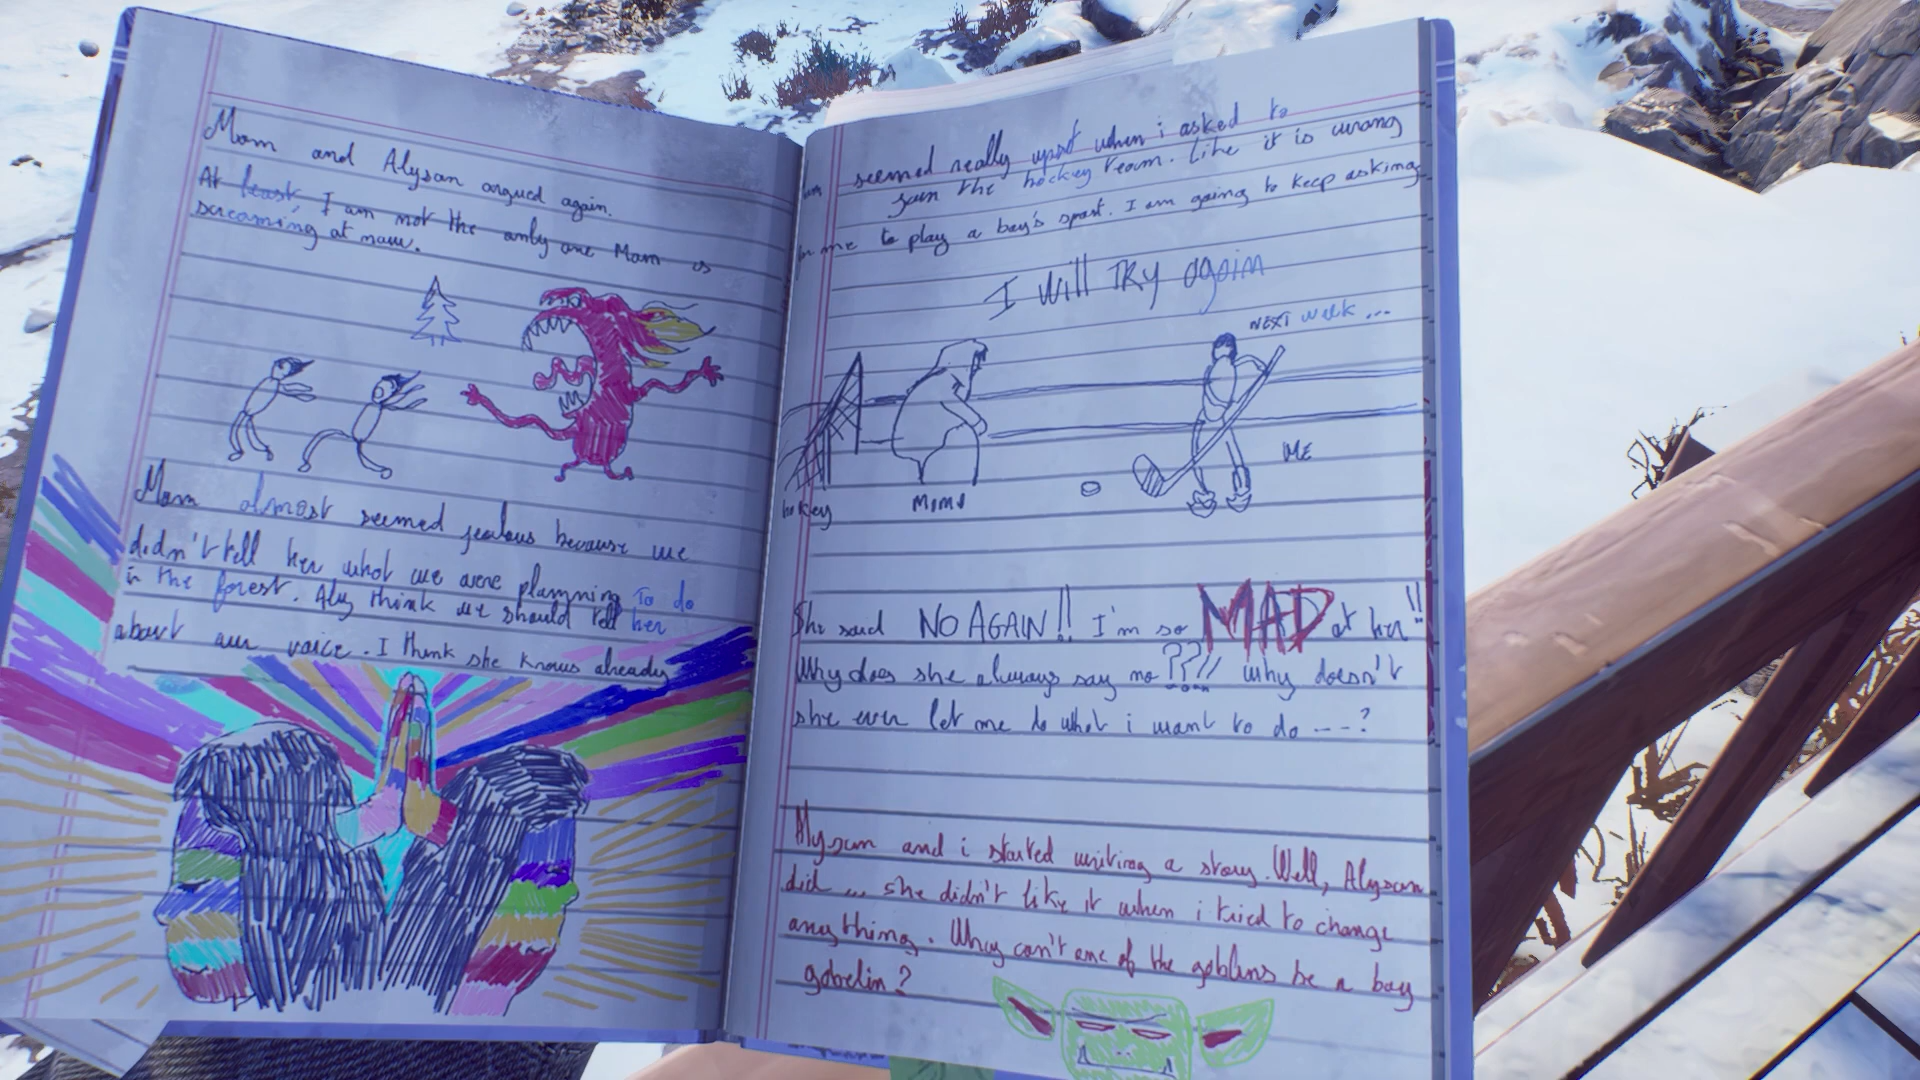 Mom and Alyson argued again.
At least, I am not the only one Mom is
screaming at now.
Mom almost seemed jealous because we
didn't tell her what we were planning to do
in the forest. Aly think we should tell her
about our voice. I think she knows already
seemed really upset when i asked to
join the hockey team. Like it is wrong
for me to play a boy's sport. I am going to keep asking
I will TRY again
NEXT week ...
ME
MOM
hockey
She said NO AGAIN!! I'm so MAD at her!!
Why does she always say no ??!! why doesn't
she ever let me do what i want to do ---?
Alyson and i started writing a story. Well, Alyson
did ... she didn't like it when i tried to change
anything. Why can't one of the goblins be a boy
gobelin?